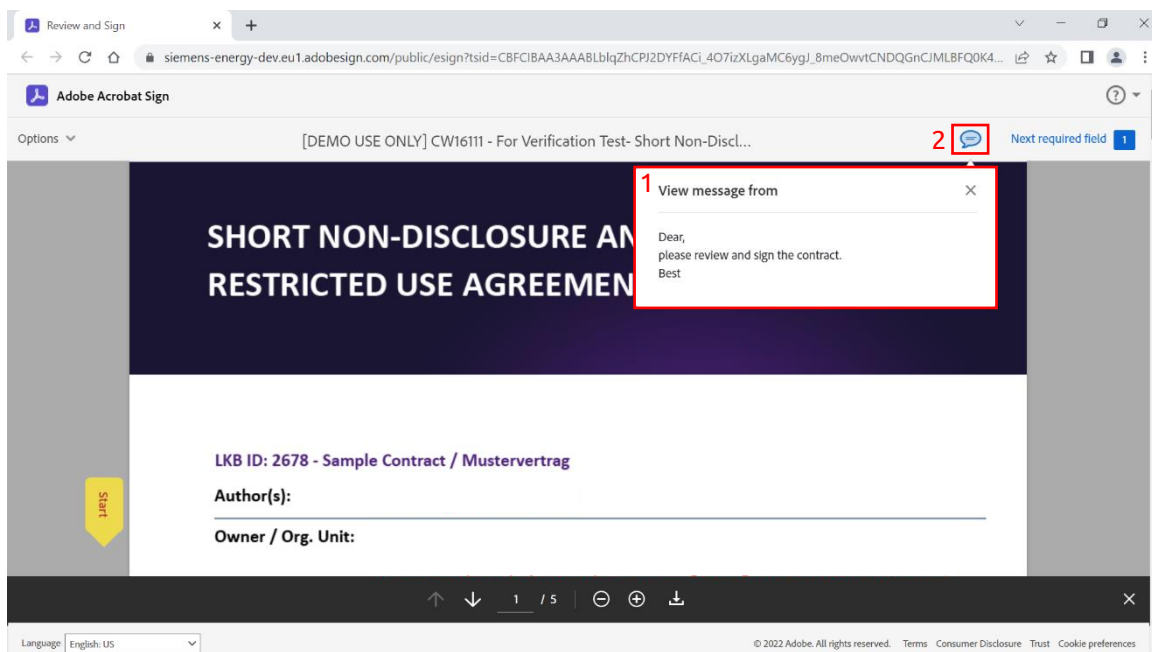 Review and Sign
siemens-energy-dev.eu1.adobesign.com/public/esign?tsid=CBFCIBAA3AAABLblqZhCPJ2DYFfACi_4O7izXLgaMC6ygJ_8meOwvtCNDQGnCJMLBFQ0K4...
Adobe Acrobat Sign
Options
[DEMO USE ONLY] CW16111 - For Verification Test- Short Non-Discl...
2
Next required field 1
1
View message from
Dear,
please review and sign the contract.
Best
SHORT NON-DISCLOSURE AN
RESTRICTED USE AGREEMEN
LKB ID: 2678 - Sample Contract / Mustervertrag
Author(s):
Start
Owner / Org. Unit:
1 / 5
Language English: US
© 2022 Adobe. All rights reserved. Terms Consumer Disclosure Trust Cookie preferences